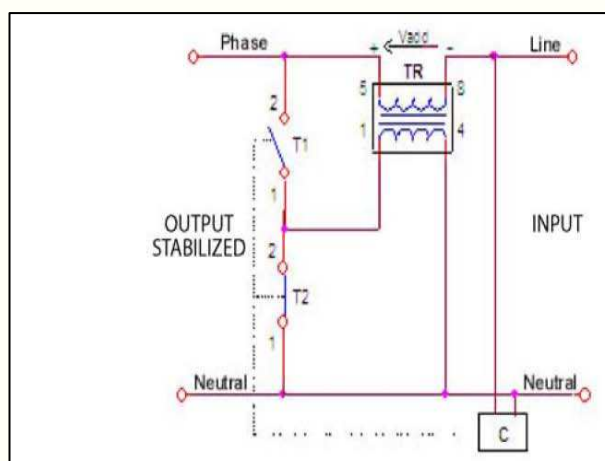 Phase
+
Vadd
-
Line
TR
5
8
2
1
4
T1
1
OUTPUT
STABILIZED
INPUT
2
T2
1
Neutral
Neutral
C